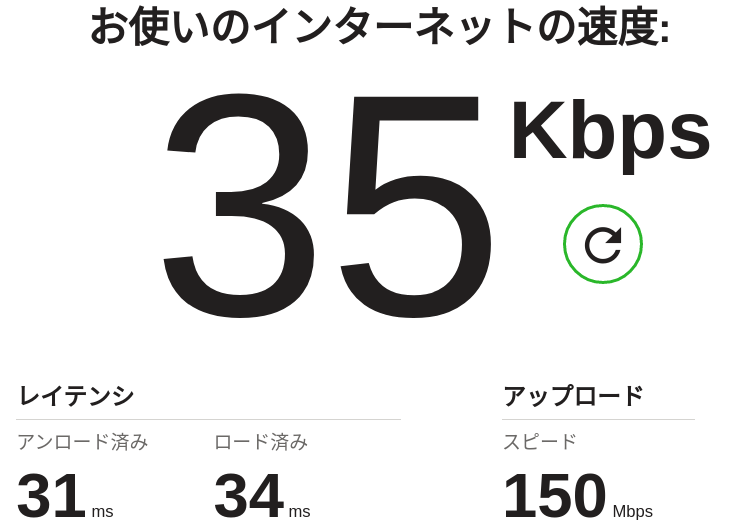 お使いのインターネットの速度:
35 Kbps
レイテンシ アップロード
アンロード済み ロード済み スピード
31 ms 34 ms 150 Mbps